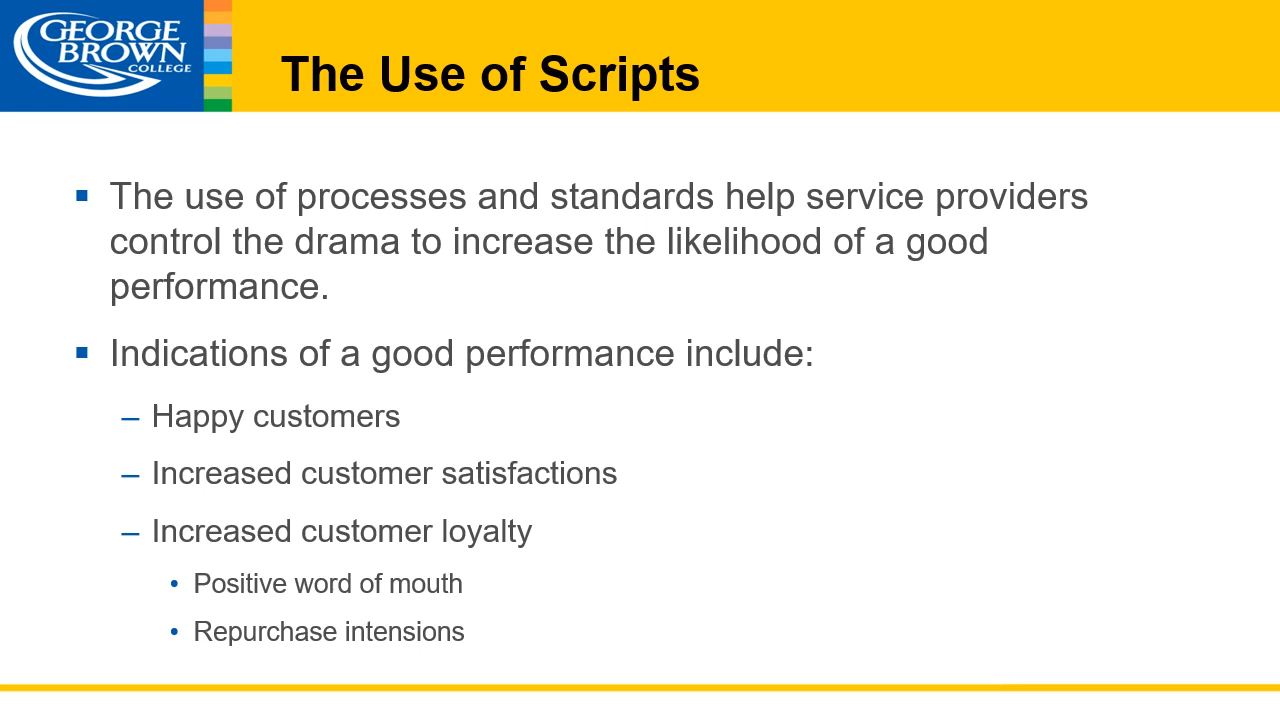 GEORGE
BROWN
COLLEGE
The Use of Scripts
▪ The use of processes and standards help service providers
control the drama to increase the likelihood of a good
performance.
▪ Indications of a good performance include:
– Happy customers
– Increased customer satisfactions
– Increased customer loyalty
• Positive word of mouth
• Repurchase intensions